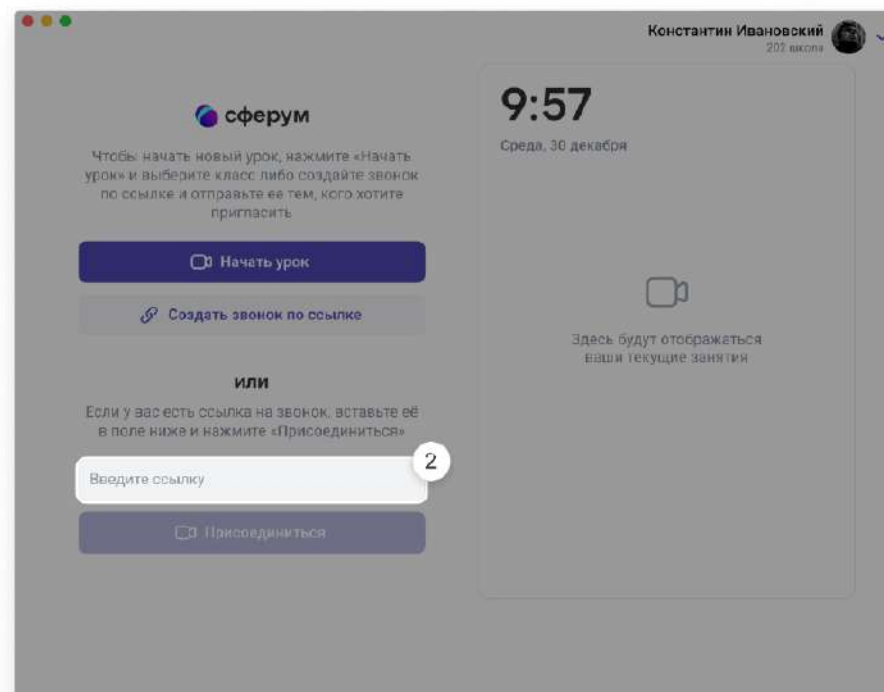 Константин Ивановский
202 школа
сферум
Чтобы начать новый урок, нажмите «Начать
урок» и выберите класс либо создайте звонок
по ссылке и отправьте ее тем, кого хотите
пригласить
Начать урок
Создать звонок по ссылке
или
Если у вас есть ссылка на звонок, вставьте её
в поле ниже и нажмите «Присоединиться»
2
Введите ссылку
Присоединиться
9:57
Среда, 30 декабря
Здесь будут отображаться
ваши текущие занятия